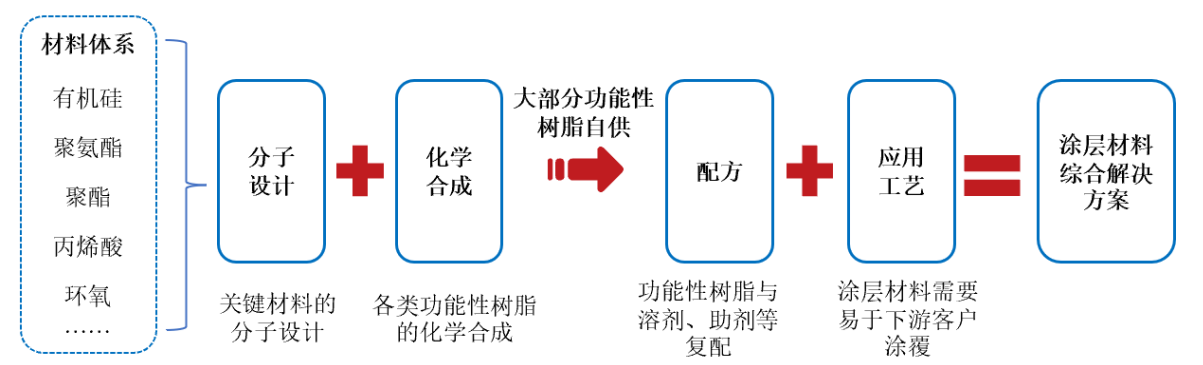 材料体系
有机硅
聚氨酯
聚酯
丙烯酸
环氧
……
分子
设计
关键材料的
分子设计
化学
合成
各类功能性树脂
的化学合成
大部分功能性
树脂自供
配方
功能性树脂与
溶剂、助剂等
复配
应用
工艺
涂层材料需要
易于下游客户
涂覆
涂层材料
综合解决
方案